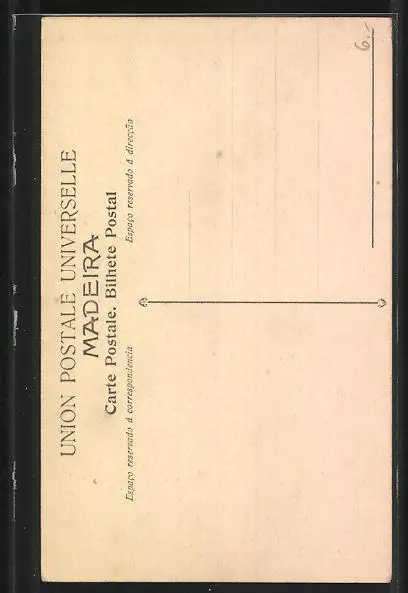 UNION POSTALE UNIVERSELLE
MADEIRA
Carte Postale. Bilhete Postal
Espaço reservado á correspondencia
Espaço reservado á direcção
6.-